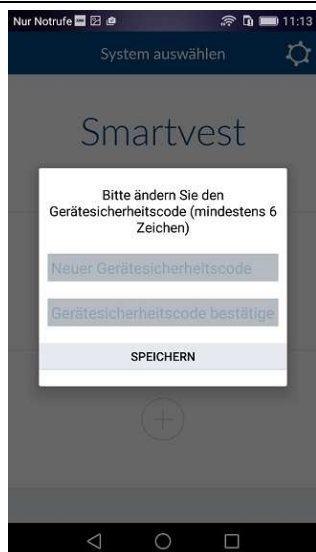 Nur Notrufe 11:13
System auswählen
Smartvest
Bitte ändern Sie den
Gerätesicherheitscode (mindestens 6
Zeichen)
Neuer Gerätesicherheitscode
Gerätesicherheitscode bestätige
SPEICHERN